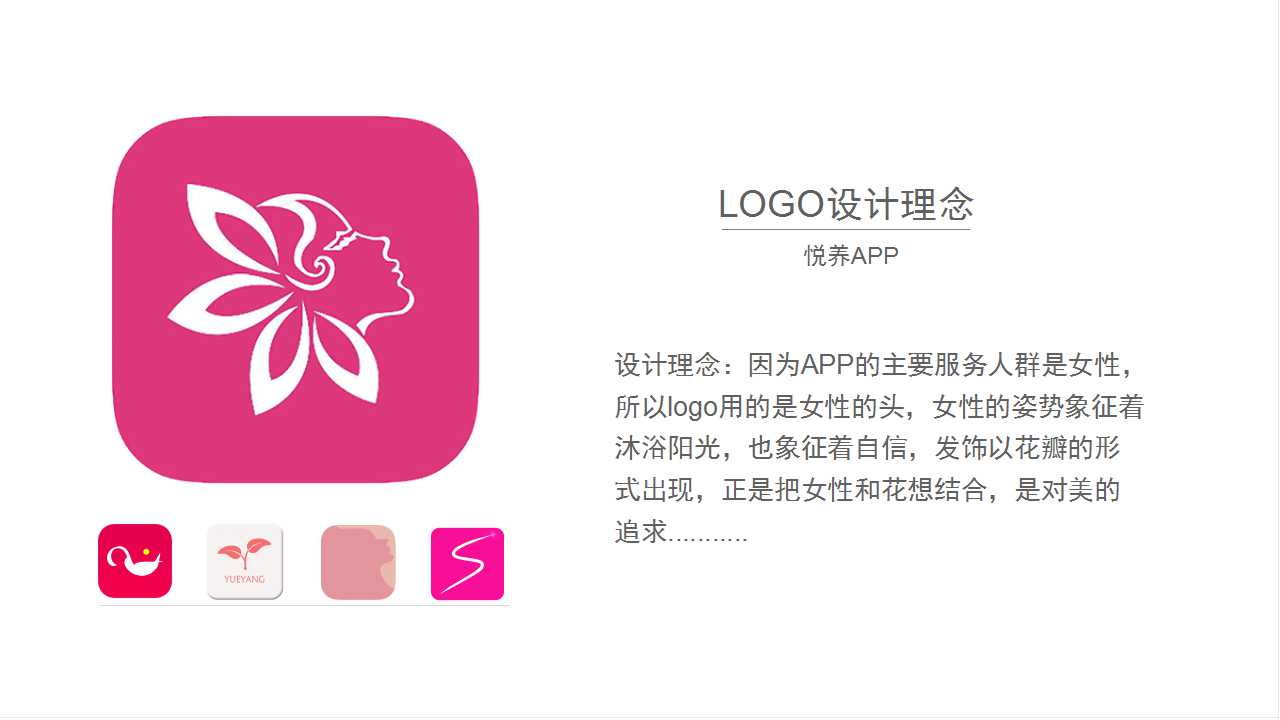 LOGO设计理念
悦养APP
设计理念：因为APP的主要服务人群是女性，
所以logo用的是女性的头，女性的姿势象征着
沐浴阳光，也象征着自信，发饰以花瓣的形
式出现，正是把女性和花想结合，是对美的
追求...........
YUEYANG